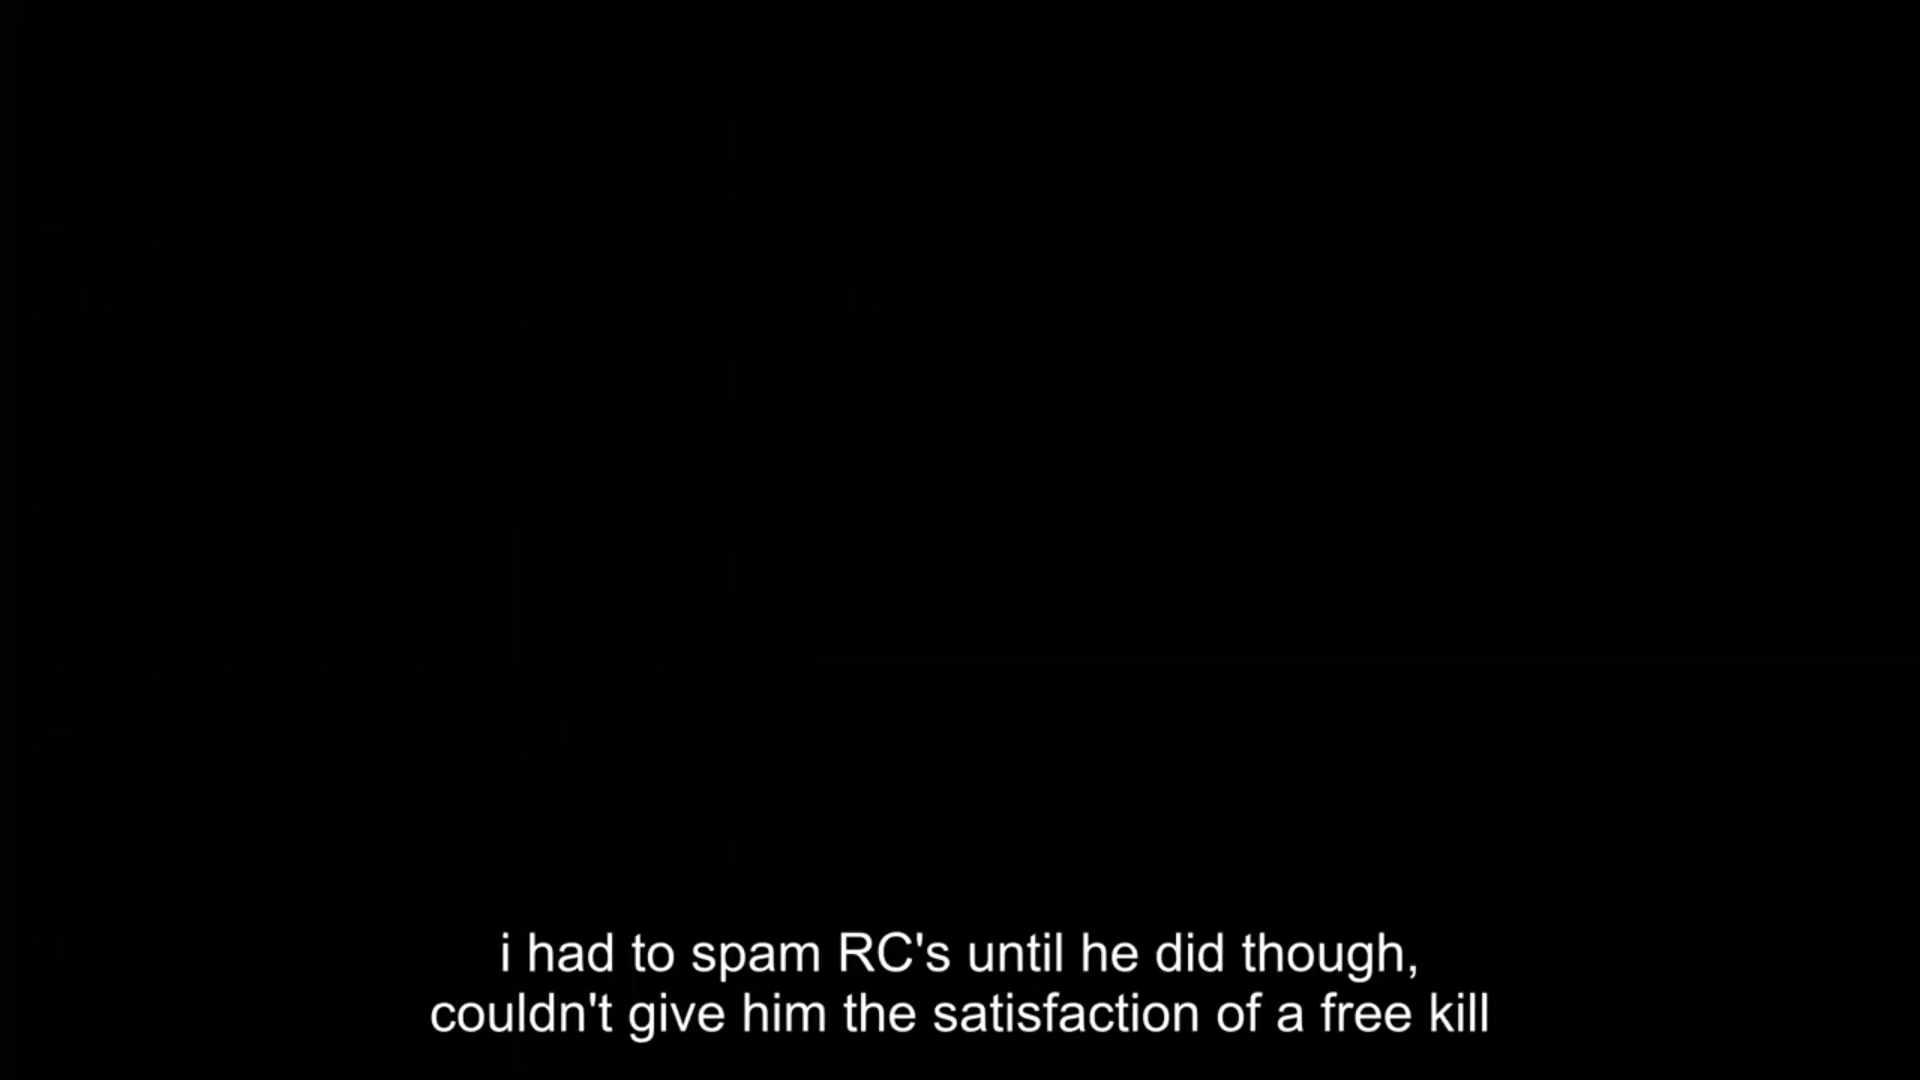 i had to spam RC's until he did though,
couldn't give him the satisfaction of a free kill